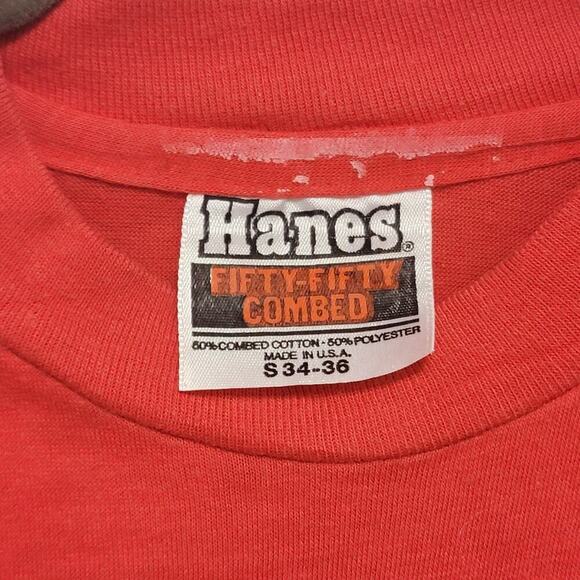 Hanes®
FIFTY-FIFTY
COMBED
50% COMBED COTTON - 50% POLYESTER
MADE IN U.S.A.
S 34-36